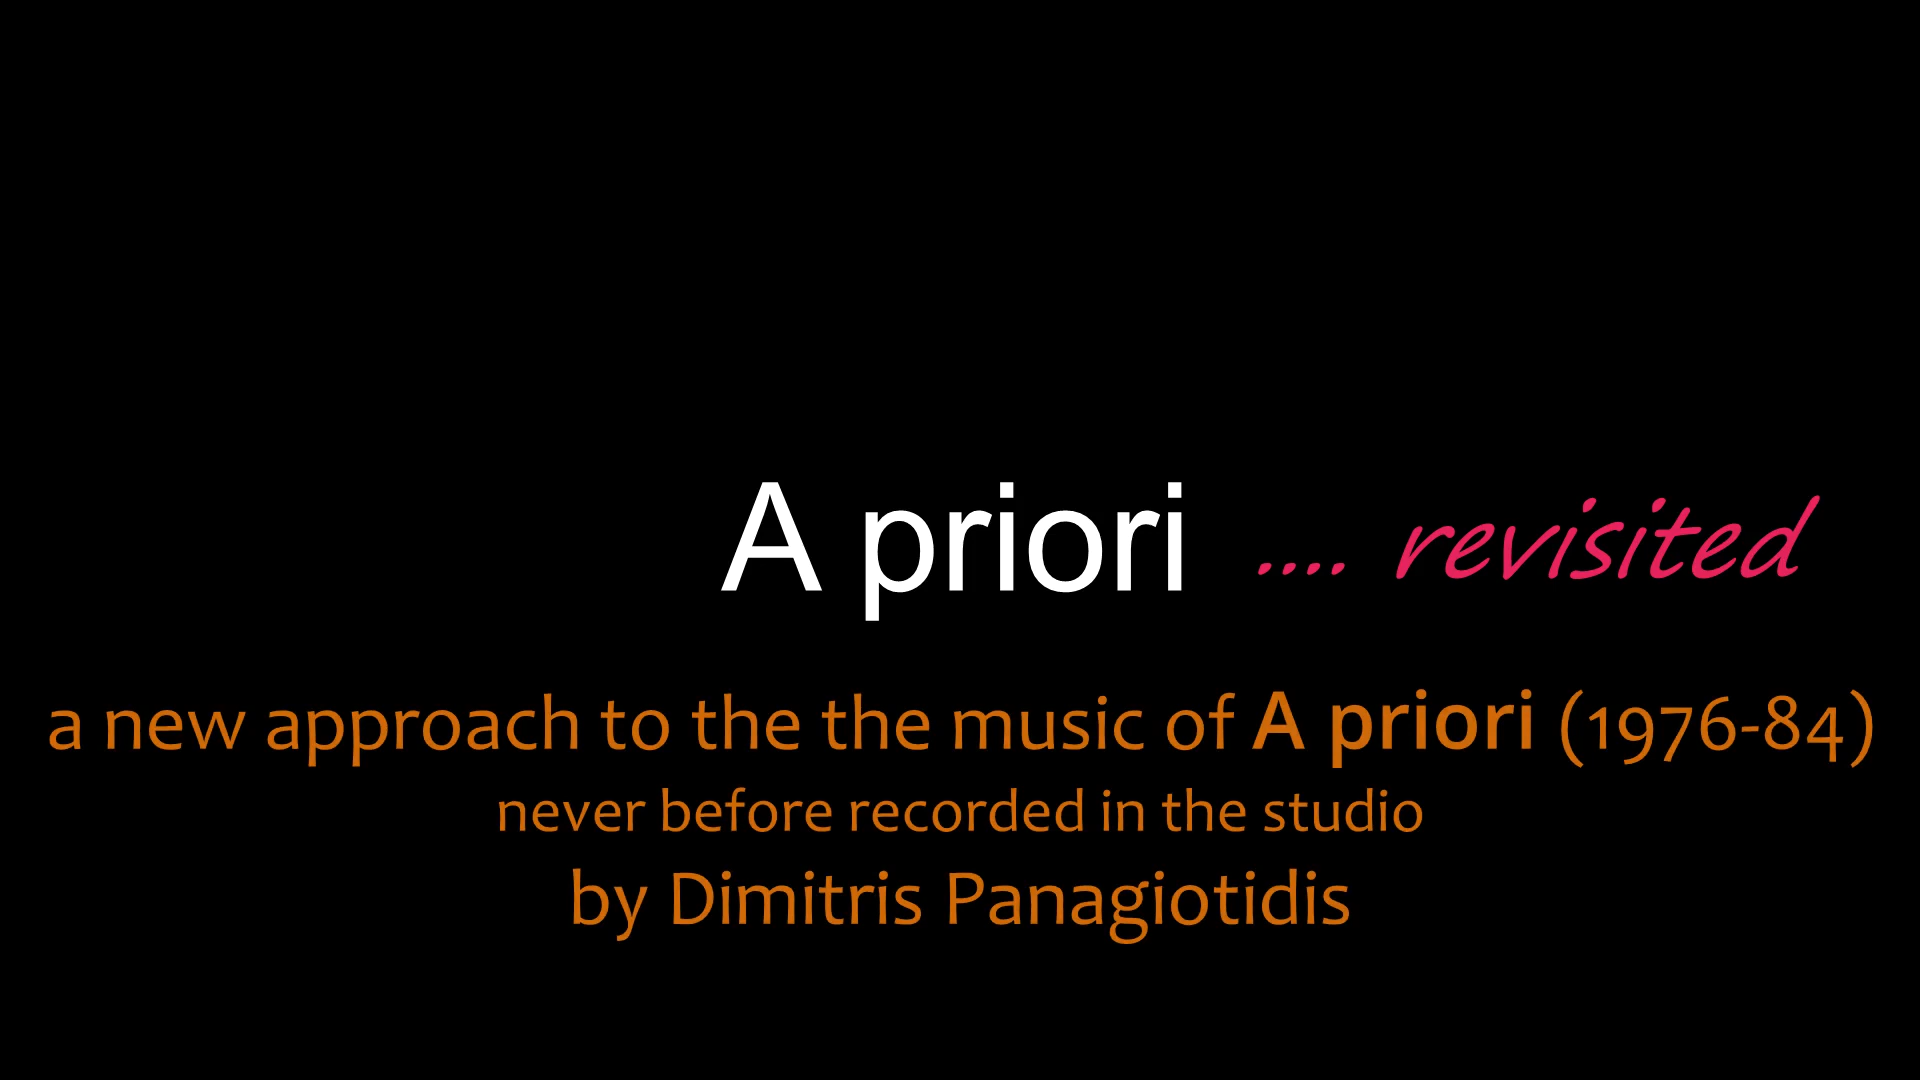 A priori .... revisited
a new approach to the the music of A priori (1976-84)
never before recorded in the studio
by Dimitris Panagiotidis